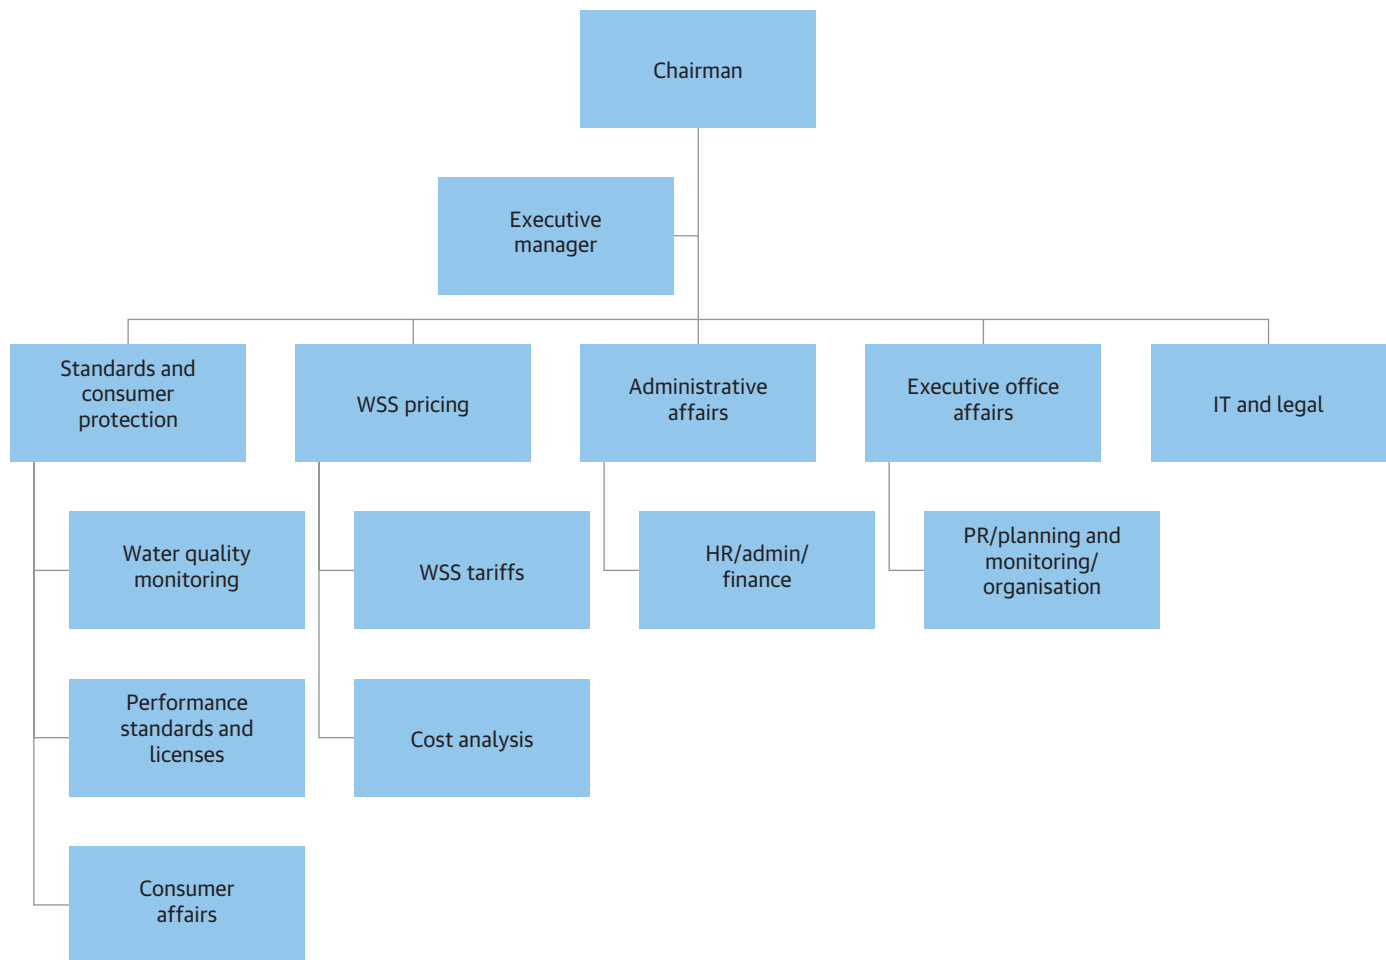 Chairman
Executive
manager
Standards and
consumer
protection
WSS pricing
Administrative
affairs
Executive office
affairs
IT and legal
Water quality
monitoring
WSS tariffs
HR/admin/
finance
PR/planning and
monitoring/
organisation
Performance
standards and
licenses
Cost analysis
Consumer
affairs